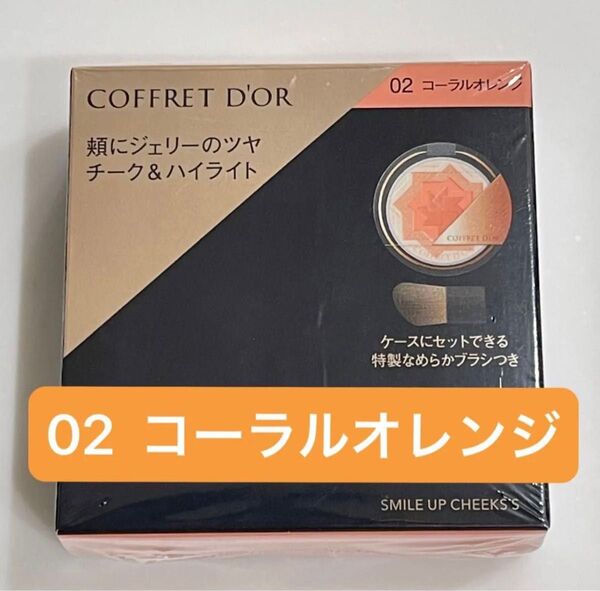 COFFRET D'OR
02 コーラルオレンジ
頬にジェリーのツヤ
チーク&ハイライト
COFFRET D'OR
ケースにセットできる
特製なめらかブラシつき
02 コーラルオレンジ
SMILE UP CHEEKS S